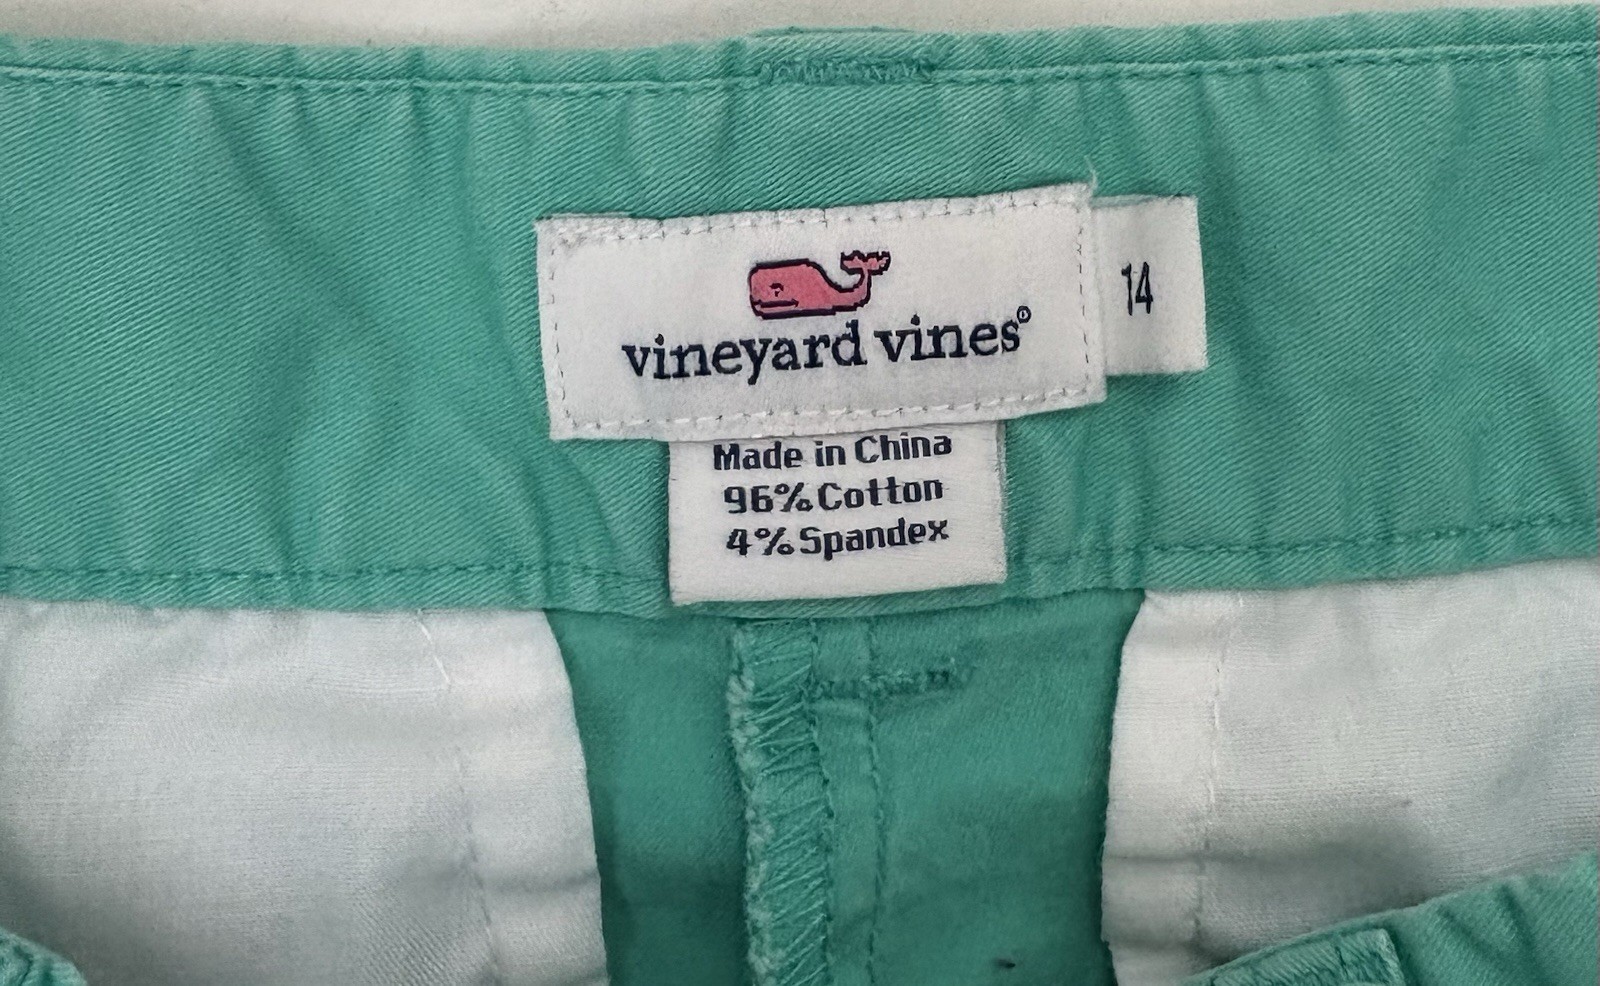 vineyard vines®
14
Made in China
96% Cotton
4% Spandex